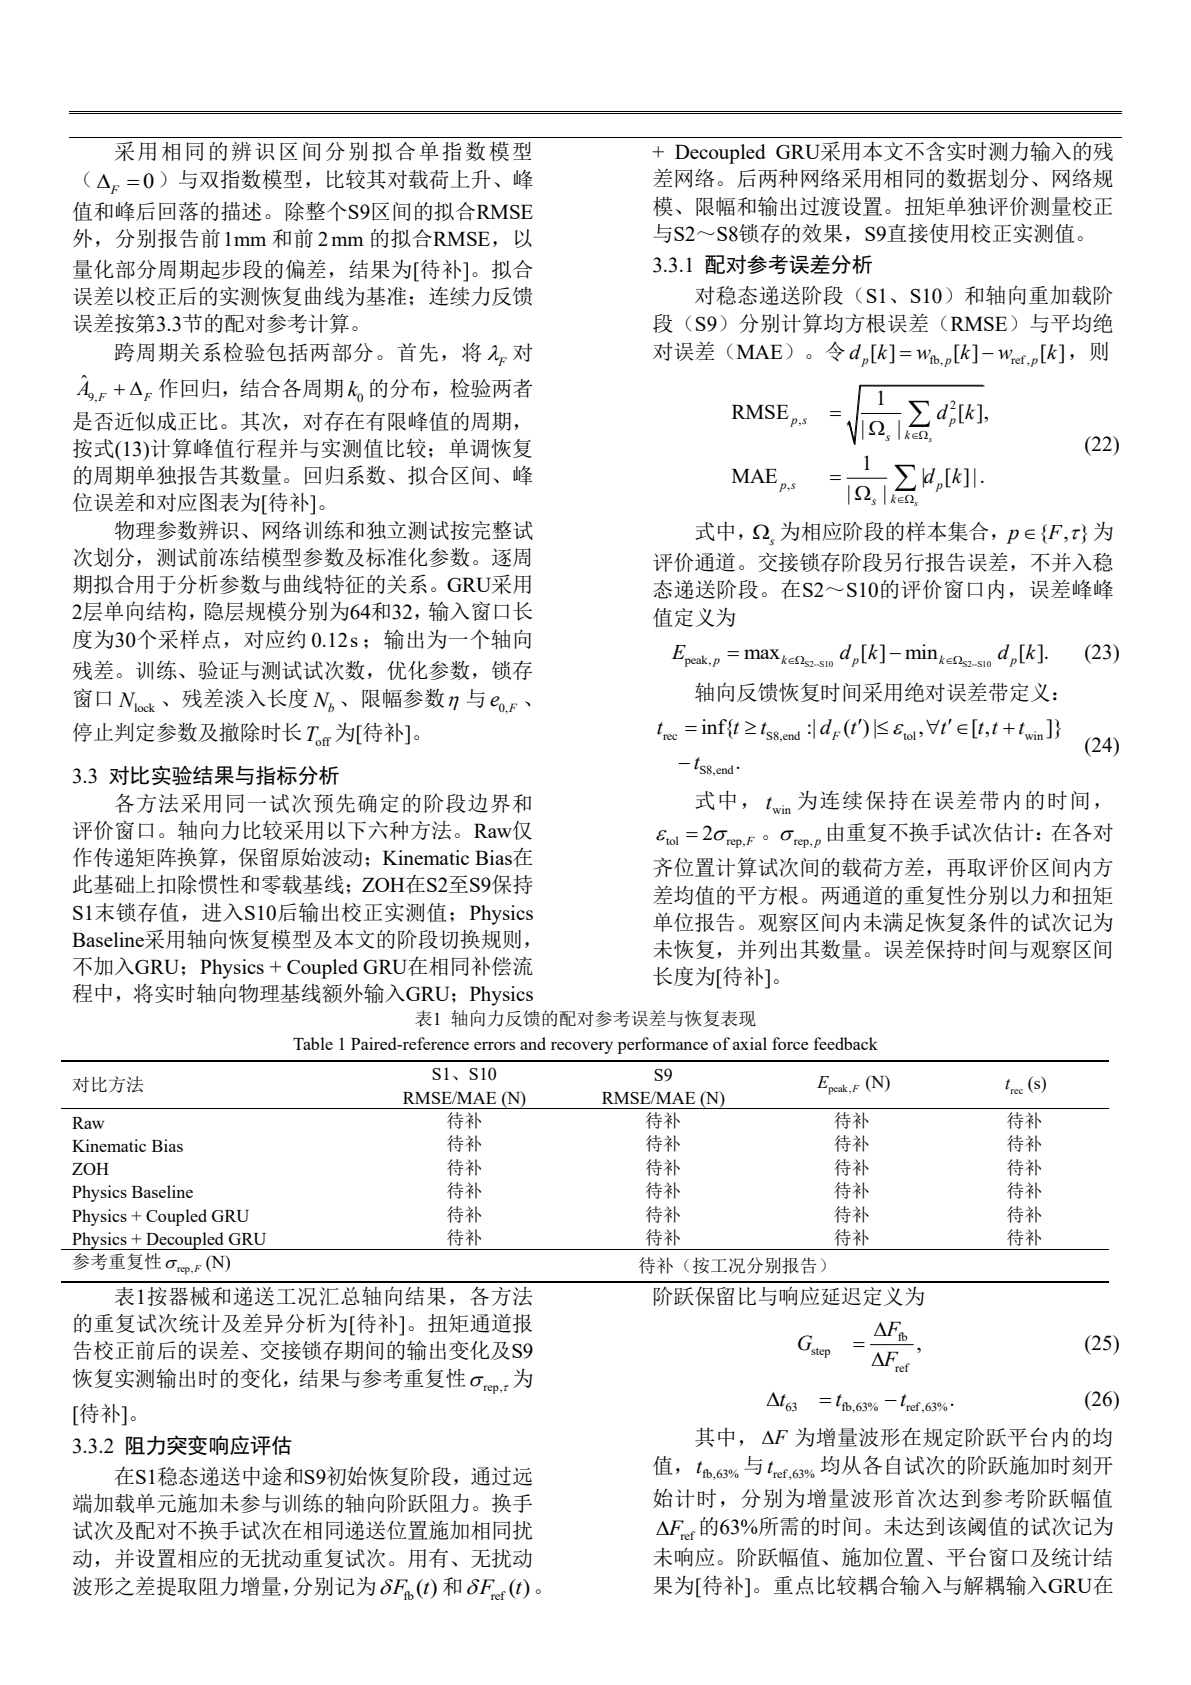 采用相同的辨识区间分别拟合单指数模型
（Δ_F = 0）与双指数模型，比较其对载荷上升、峰
值和峰后回落的描述。除整个S9区间的拟合RMSE
外，分别报告前1mm 和前 2 mm 的拟合RMSE，以
量化部分周期起步段的偏差，结果为[待补]。拟合
误差以校正后的实测恢复曲线为基准；连续力反馈
误差按第3.3节的配对参考计算。
跨周期关系检验包括两部分。首先，将 λ_F 对
Â_{9,F} + Δ_F 作回归，结合各周期 k_0 的分布，检验两者
是否近似成正比。其次，对存在有限峰值的周期，
按式(13)计算峰值行程并与实测值比较；单调恢复
的周期单独报告其数量。回归系数、拟合区间、峰
位误差和对应图表为[待补]。
物理参数辨识、网络训练和独立测试按完整试
次划分，测试前冻结模型参数及标准化参数。逐周
期拟合用于分析参数与曲线特征的关系。GRU采用
2层单向结构，隐层规模分别为64和32，输入窗口长
度为30个采样点，对应约 0.12s；输出为一个轴向
残差。训练、验证与测试试次数，优化参数，锁存
窗口 N_lock 、残差淡入长度 N_b 、限幅参数 η 与 e_{0,F} 、
停止判定参数及撤除时长 T_off 为[待补]。
3.3 对比实验结果与指标分析
各方法采用同一试次预先确定的阶段边界和
评价窗口。轴向力比较采用以下六种方法。Raw仅
作传递矩阵换算，保留原始波动；Kinematic Bias在
此基础上扣除惯性和零载基线；ZOH在S2至S9保持
S1末锁存值，进入S10后输出校正实测值；Physics
Baseline采用轴向恢复模型及本文的阶段切换规则，
不加入GRU；Physics + Coupled GRU在相同补偿流
程中，将实时轴向物理基线额外输入GRU；Physics
+ Decoupled GRU采用本文不含实时测力输入的残
差网络。后两种网络采用相同的数据划分、网络规
模、限幅和输出过渡设置。扭矩单独评价测量校正
与S2～S8锁存的效果，S9直接使用校正实测值。
3.3.1 配对参考误差分析
对稳态递送阶段（S1、S10）和轴向重加载阶
段（S9）分别计算均方根误差（RMSE）与平均绝
对误差（MAE）。令 d_p[k] = w_{fb,p}[k] − w_{ref,p}[k]，则
RMSE_{p,s} = √(1/|Ω_s| ∑_{k∈Ω_s} d_p^2[k]),
(22)
MAE_{p,s} = 1/|Ω_s| ∑_{k∈Ω_s} |d_p[k]|.
式中，Ω_s 为相应阶段的样本集合，p ∈ {F,τ} 为
评价通道。交接锁存阶段另行报告误差，不并入稳
态递送阶段。在S2～S10的评价窗口内，误差峰峰
值定义为
E_{peak,p} = max_{k∈Ω_{S2–S10}} d_p[k] − min_{k∈Ω_{S2–S10}} d_p[k]. (23)
轴向反馈恢复时间采用绝对误差带定义：
t_rec = inf{t ≥ t_{S8,end} :| d_F(t′) |≤ ε_tol , ∀t′ ∈ [t,t + t_win]}
(24)
− t_{S8,end}.
式中， t_win 为连续保持在误差带内的时间，
ε_tol = 2σ_{rep,F} 。σ_{rep,p} 由重复不换手试次估计：在各对
齐位置计算试次间的载荷方差，再取评价区间内方
差均值的平方根。两通道的重复性分别以力和扭矩
单位报告。观察区间内未满足恢复条件的试次记为
未恢复，并列出其数量。误差保持时间与观察区间
长度为[待补]。
表1 轴向力反馈的配对参考误差与恢复表现
Table 1 Paired-reference errors and recovery performance of axial force feedback
对比方法 S1、S10 RMSE/MAE (N) S9 RMSE/MAE (N) E_{peak,F} (N) t_rec (s)
Raw 待补 待补 待补 待补
Kinematic Bias 待补 待补 待补 待补
ZOH 待补 待补 待补 待补
Physics Baseline 待补 待补 待补 待补
Physics + Coupled GRU 待补 待补 待补 待补
Physics + Decoupled GRU 待补 待补 待补 待补
参考重复性 σ_{rep,F} (N) 待补（按工况分别报告）
表1按器械和递送工况汇总轴向结果，各方法
的重复试次统计及差异分析为[待补]。扭矩通道报
告校正前后的误差、交接锁存期间的输出变化及S9
恢复实测输出时的变化，结果与参考重复性 σ_{rep,τ} 为
[待补]。
3.3.2 阻力突变响应评估
在S1稳态递送中途和S9初始恢复阶段，通过远
端加载单元施加未参与训练的轴向阶跃阻力。换手
试次及配对不换手试次在相同递送位置施加相同扰
动，并设置相应的无扰动重复试次。用有、无扰动
波形之差提取阻力增量，分别记为 δF_fb(t) 和 δF_ref(t) 。
阶跃保留比与响应延迟定义为
G_step = ΔF_fb / ΔF_ref , (25)
Δt_63 = t_{fb,63%} − t_{ref,63%}. (26)
其中， ΔF 为增量波形在规定阶跃平台内的均
值，t_{fb,63%} 与 t_{ref,63%} 均从各自试次的阶跃施加时刻开
始计时，分别为增量波形首次达到参考阶跃幅值
ΔF_ref 的63%所需的时间。未达到该阈值的试次记为
未响应。阶跃幅值、施加位置、平台窗口及统计结
果为[待补]。重点比较耦合输入与解耦输入GRU在